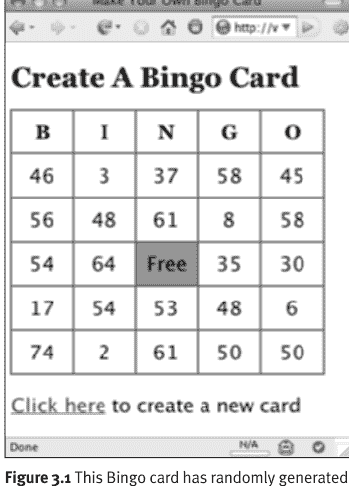 Make Your Own Bingo Card
http://v
Create A Bingo Card
B I N G O
46 3 37 58 45
56 48 61 8 58
54 64 Free 35 30
17 54 53 48 6
74 2 61 50 50
Click here to create a new card
Done N/A
Figure 3.1 This Bingo card has randomly generated